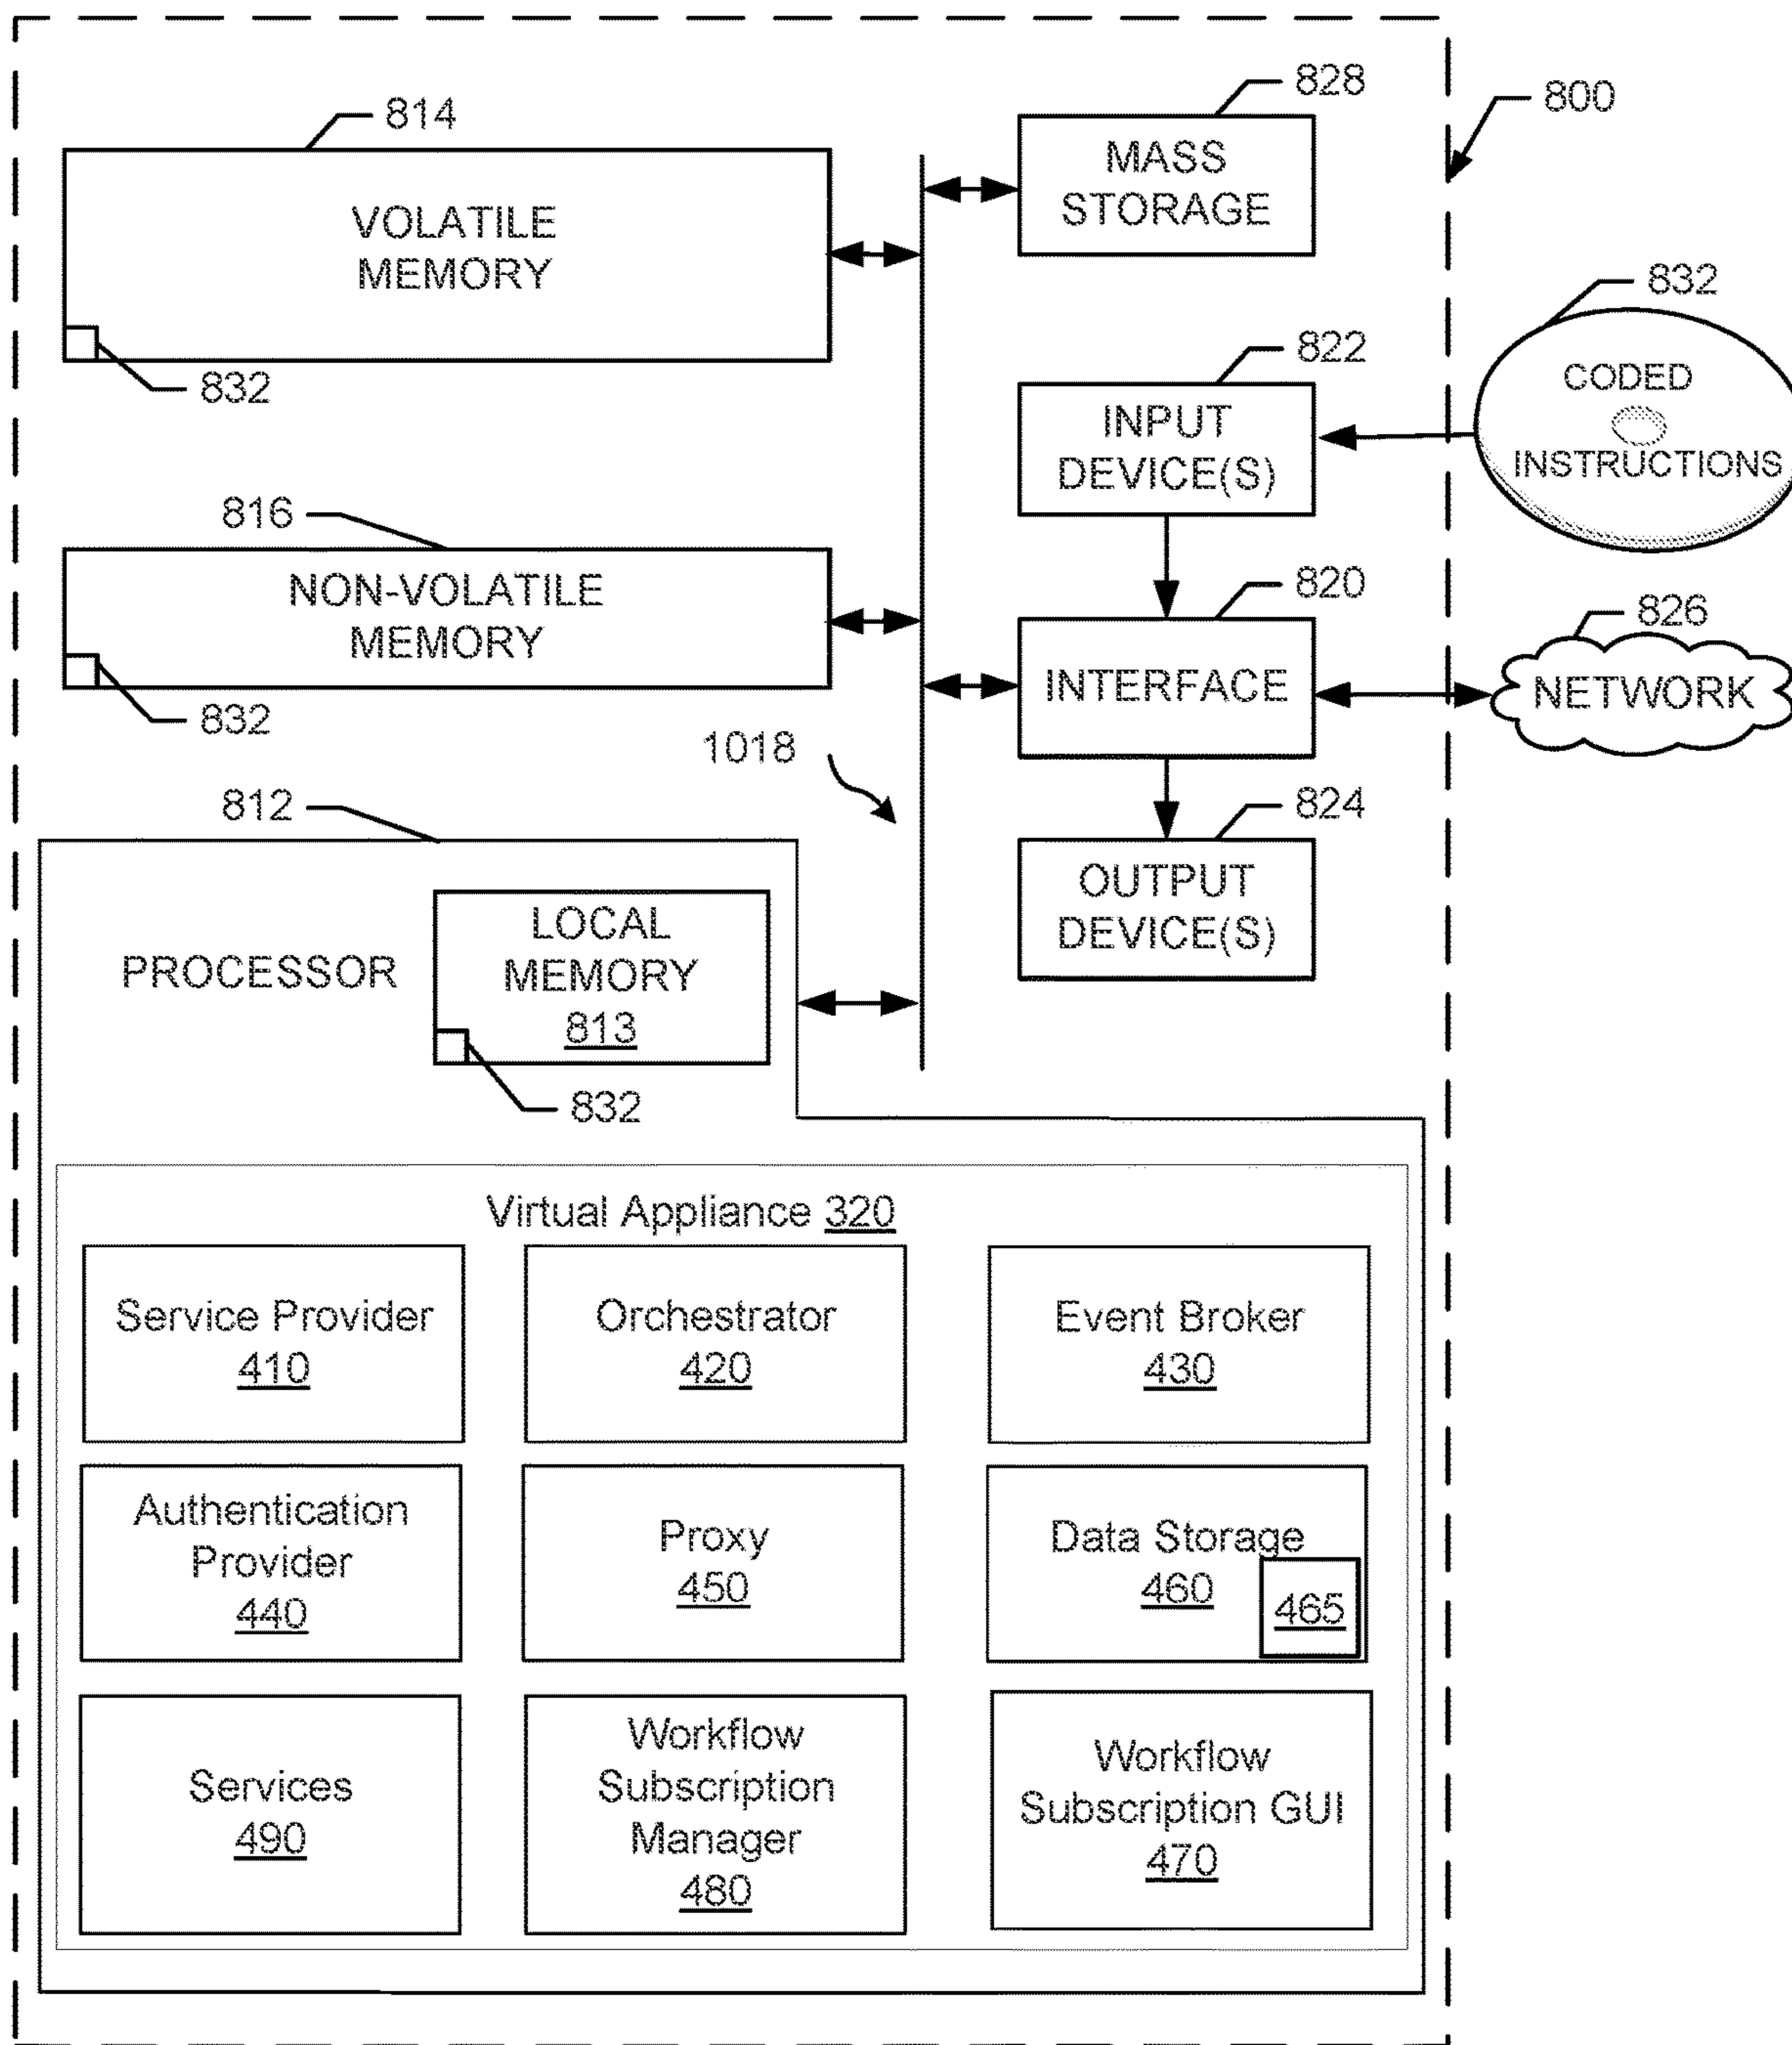 800
814
VOLATILE
MEMORY
832
828
MASS
STORAGE
822
INPUT
DEVICE(S)
832
CODED
INSTRUCTIONS
816
NON-VOLATILE
MEMORY
832
820
INTERFACE
826
NETWORK
1018
824
OUTPUT
DEVICE(S)
812
PROCESSOR
LOCAL
MEMORY
813
832
Virtual Appliance 320
Service Provider
410
Orchestrator
420
Event Broker
430
Authentication
Provider
440
Proxy
450
Data Storage
460
465
Services
490
Workflow
Subscription
Manager
480
Workflow
Subscription GUI
470